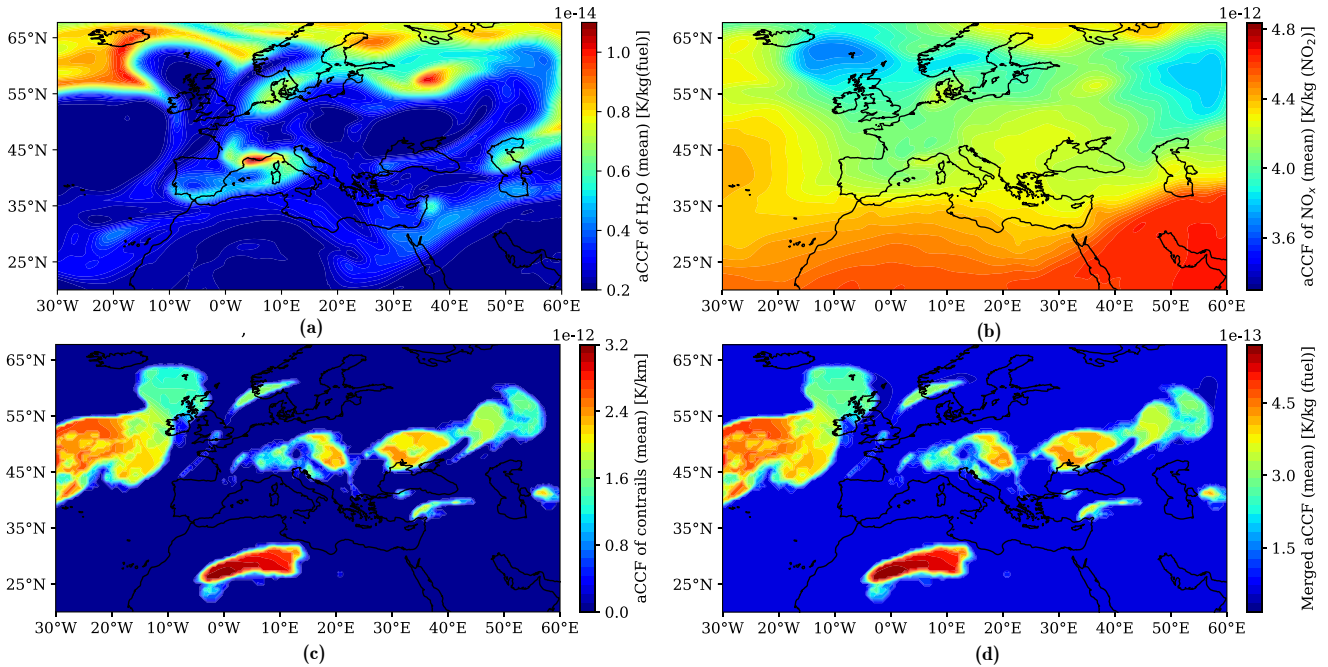 1e-14
65°N
55°N
45°N
35°N
25°N
30°W 20°W 10°W 0°W 10°E 20°E 30°E 40°E 50°E 60°E
1.0
0.8
0.6
0.4
0.2
aCCF of H₂O (mean) [K/kg(fuel)]
(a)
1e-12
65°N
55°N
45°N
35°N
25°N
30°W 20°W 10°W 0°W 10°E 20°E 30°E 40°E 50°E 60°E
4.8
4.4
4.0
3.6
aCCF of NOₓ (mean) [K/kg (NO₂)]
(b)
,
1e-12
65°N
55°N
45°N
35°N
25°N
30°W 20°W 10°W 0°W 10°E 20°E 30°E 40°E 50°E 60°E
3.2
2.4
1.6
0.8
0.0
aCCF of contrails (mean) [K/km]
(c)
1e-13
65°N
55°N
45°N
35°N
25°N
30°W 20°W 10°W 0°W 10°E 20°E 30°E 40°E 50°E 60°E
4.5
3.0
1.5
Merged aCCF (mean) [K/kg (fuel)]
(d)